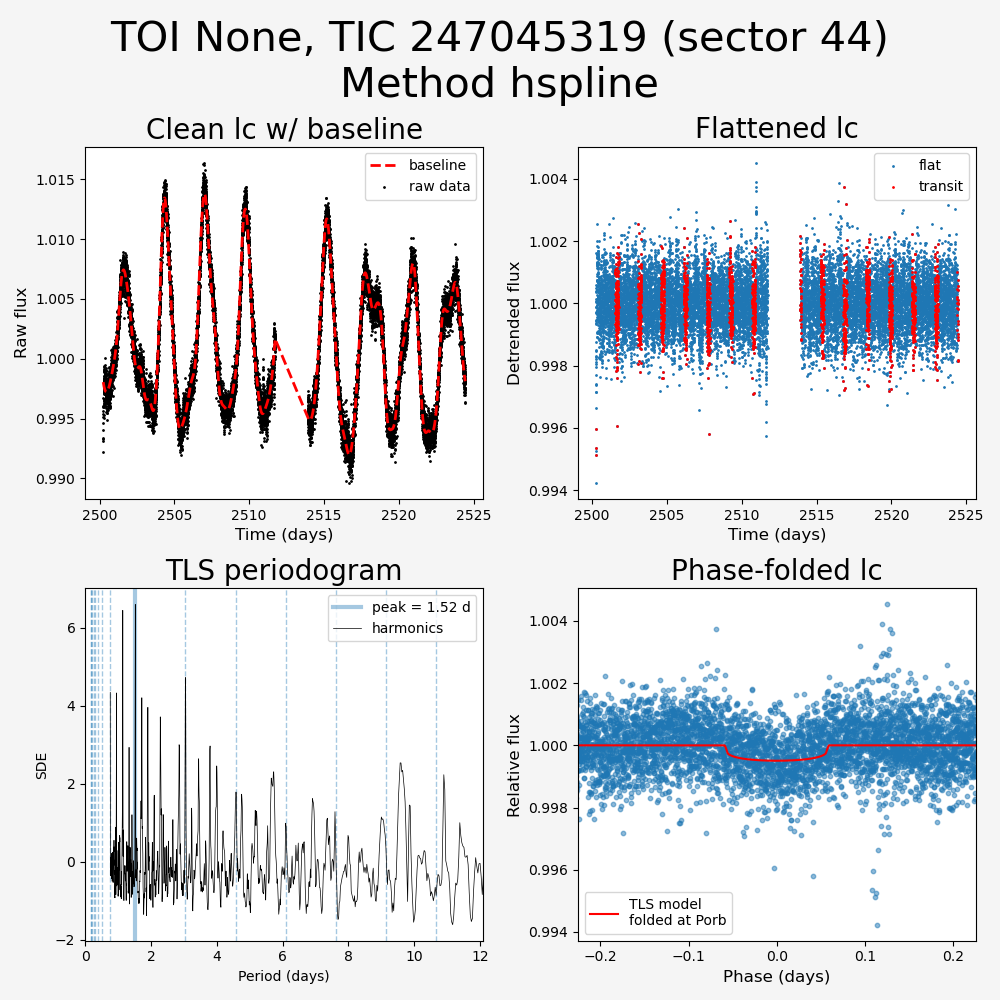 TOI None, TIC 247045319 (sector 44)
Method hspline
Clean lc w/ baseline
Flattened lc
baseline
raw data
flat
transit
Raw flux
1.015
1.010
1.005
1.000
0.995
0.990
2500 2505 2510 2515 2520 2525
Time (days)
Detrended flux
1.004
1.002
1.000
0.998
0.996
0.994
2500 2505 2510 2515 2520 2525
Time (days)
TLS periodogram
Phase-folded lc
peak = 1.52 d
harmonics
SDE
6
4
2
0
−2
0 2 4 6 8 10 12
Period (days)
Relative flux
1.004
1.002
1.000
0.998
0.996
0.994
TLS model
folded at Porb
−0.2 −0.1 0.0 0.1 0.2
Phase (days)